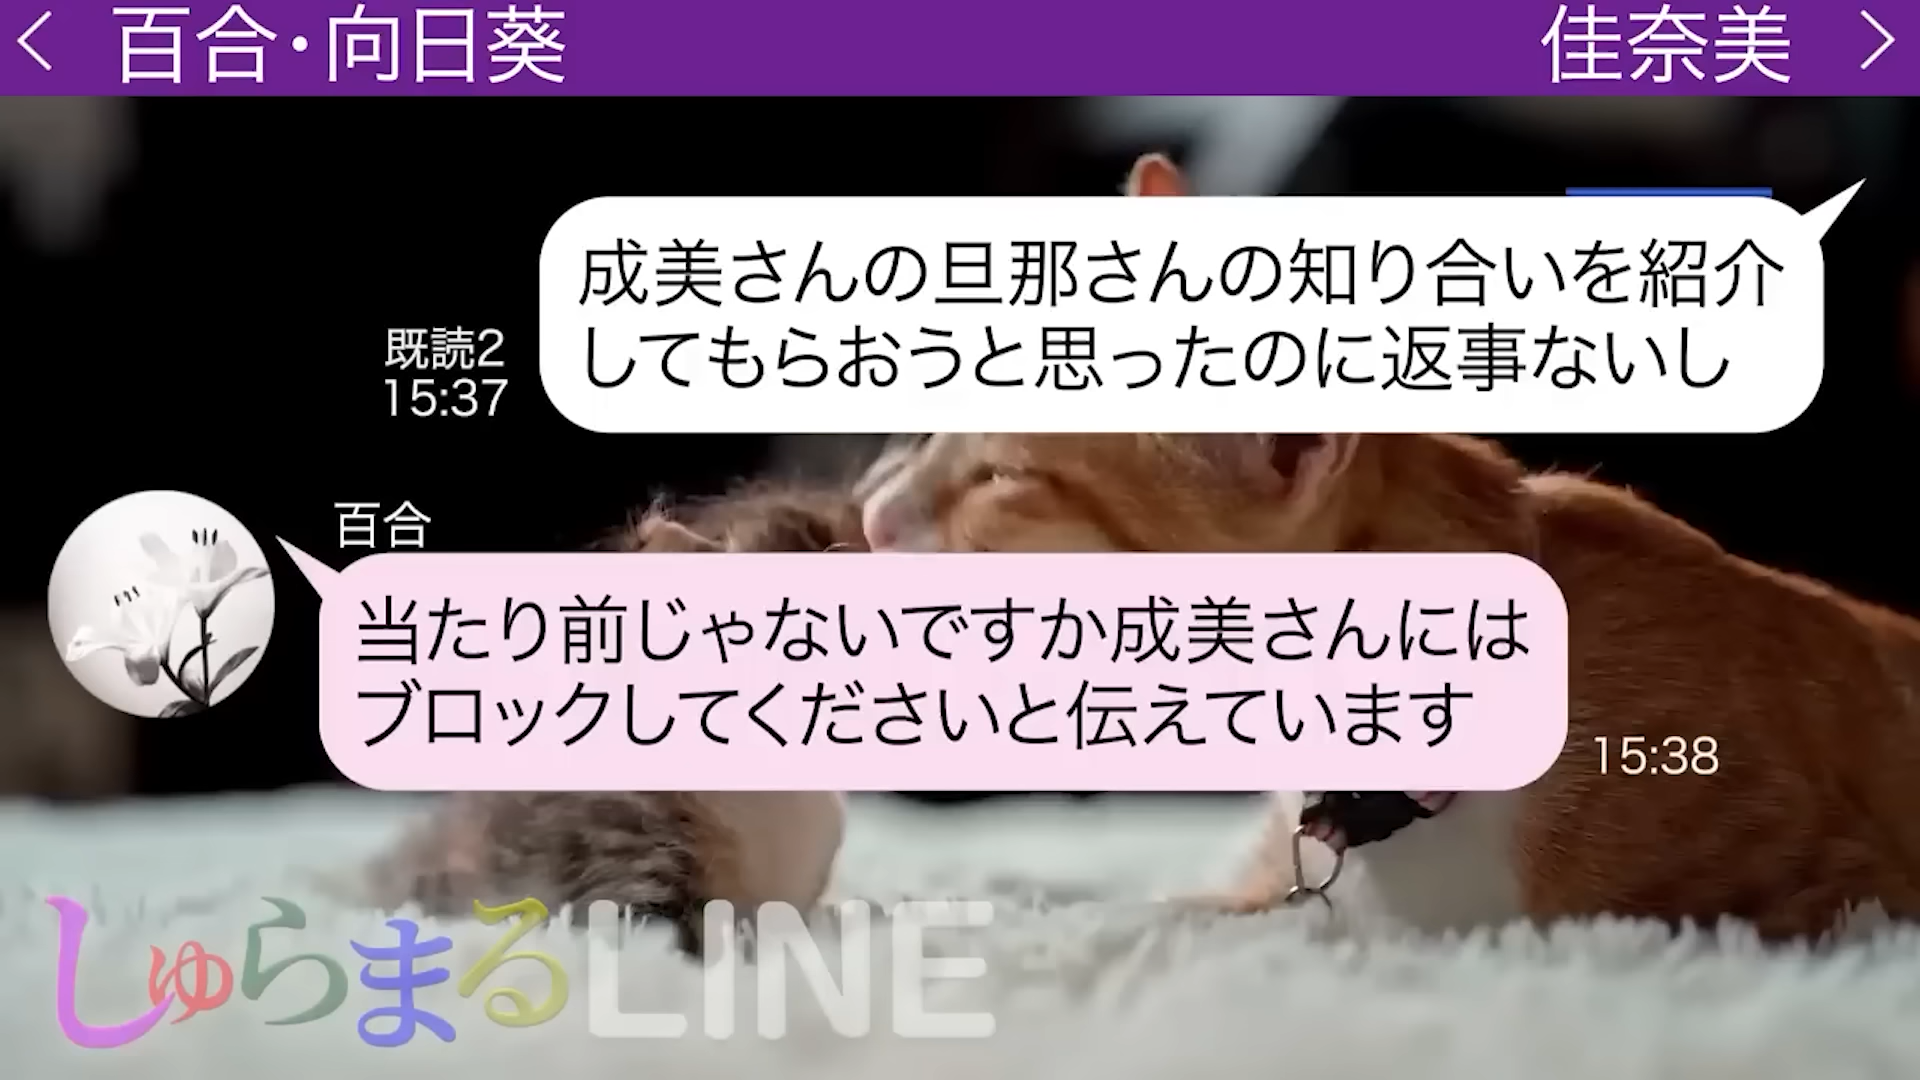 百合・向日葵
佳奈美
成美さんの旦那さんの知り合いを紹介
してもらおうと思ったのに返事ないし
既読2
15:37
百合
当たり前じゃないですか成美さんには
ブロックしてくださいと伝えています
15:38
しゅらまるLINE